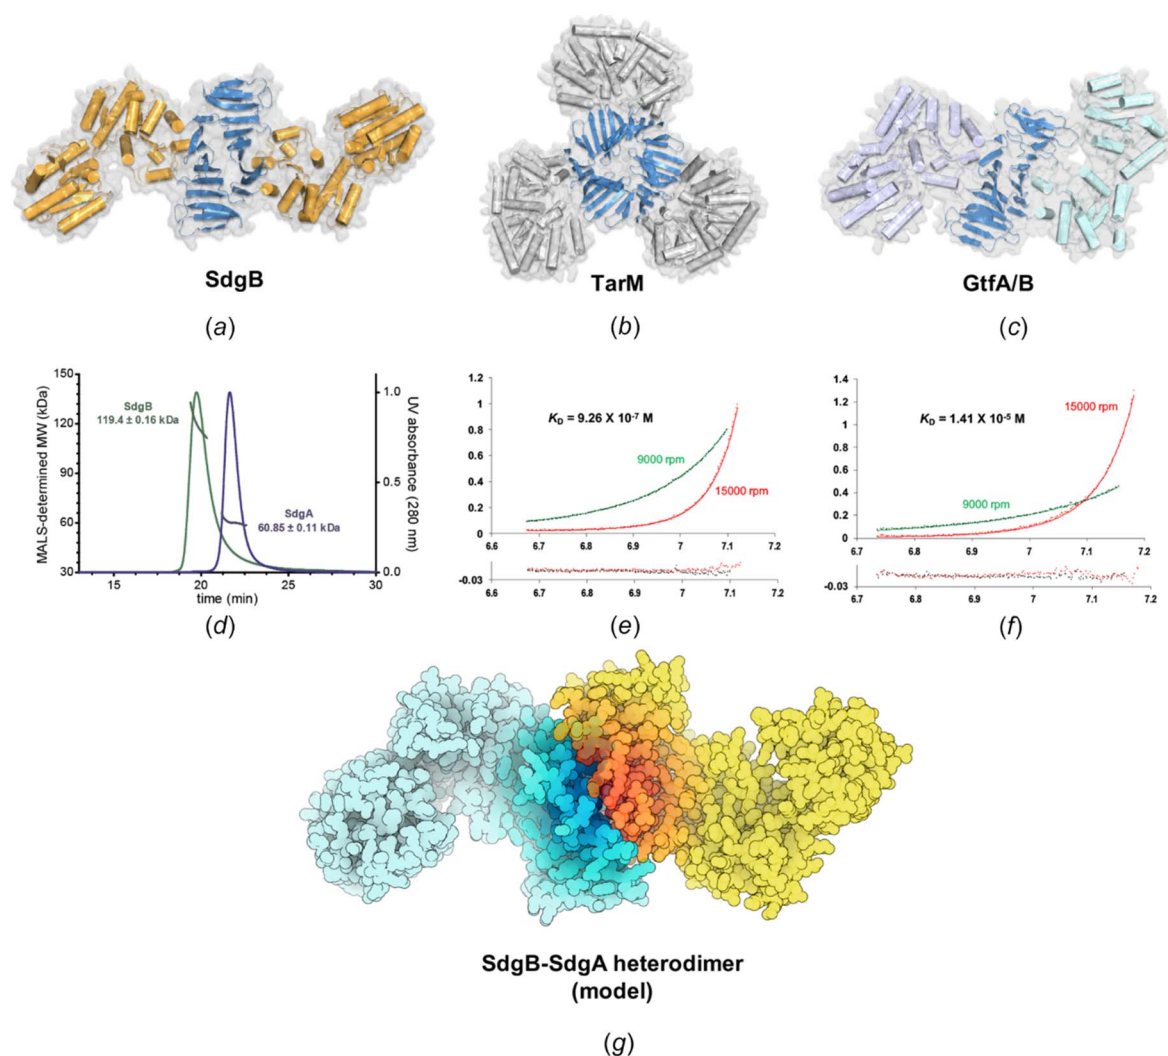 SdgB
TarM
GtfA/B
(a)
(b)
(c)
MALS-determined MW (kDa)
150
120
90
60
30
SdgB
119.4 ± 0.16 kDa
SdgA
60.85 ± 0.11 kDa
1.0
0.5
0.0
UV absorbance (280 nm)
15
20
25
30
time (min)
(d)
1.2
1
0.8
0.6
0.4
0.2
0
K_D = 9.26 X 10⁻⁷ M
9000 rpm
15000 rpm
6.6
6.7
6.8
6.9
7
7.1
7.2
-0.03
6.6
6.7
6.8
6.9
7
7.1
7.2
(e)
1.4
1.2
1
0.8
0.6
0.4
0.2
0
K_D = 1.41 X 10⁻⁵ M
15000 rpm
9000 rpm
6.7
6.8
6.9
7
7.1
7.2
-0.03
6.7
6.8
6.9
7
7.1
7.2
(f)
SdgB-SdgA heterodimer
(model)
(g)